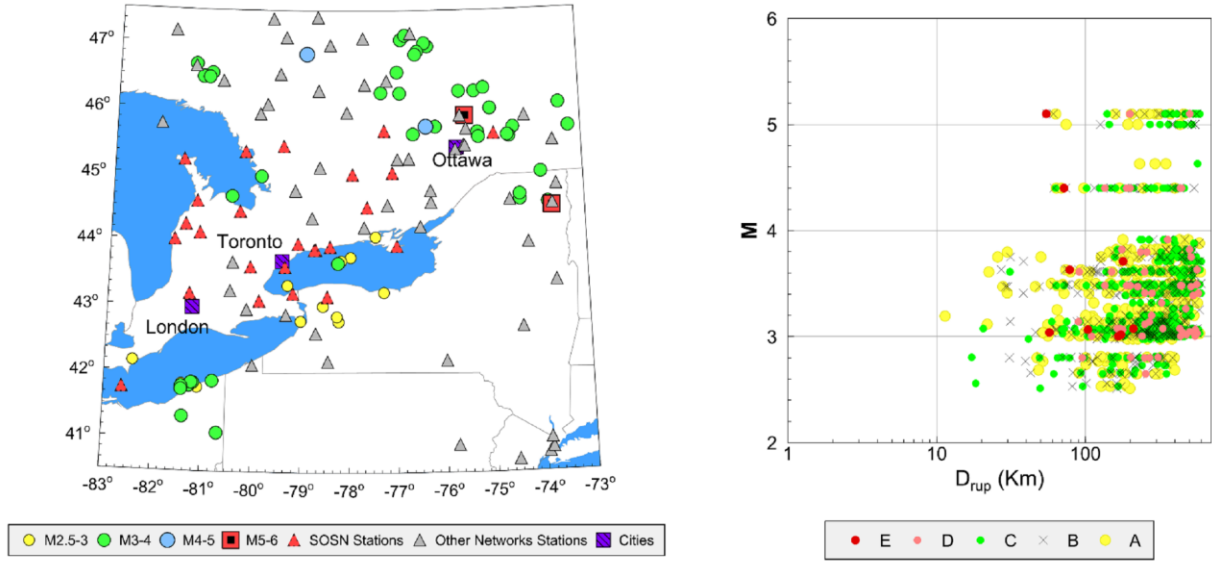 47°
46°
45°
44°
43°
42°
41°
Ottawa
Toronto
London
-83° -82° -81° -80° -79° -78° -77° -76° -75° -74° -73°
M2.5-3 M3-4 M4-5 M5-6 SOSN Stations Other Networks Stations Cities
6
5
4
3
2
M
1 10 100
D_rup (Km)
E D C B A